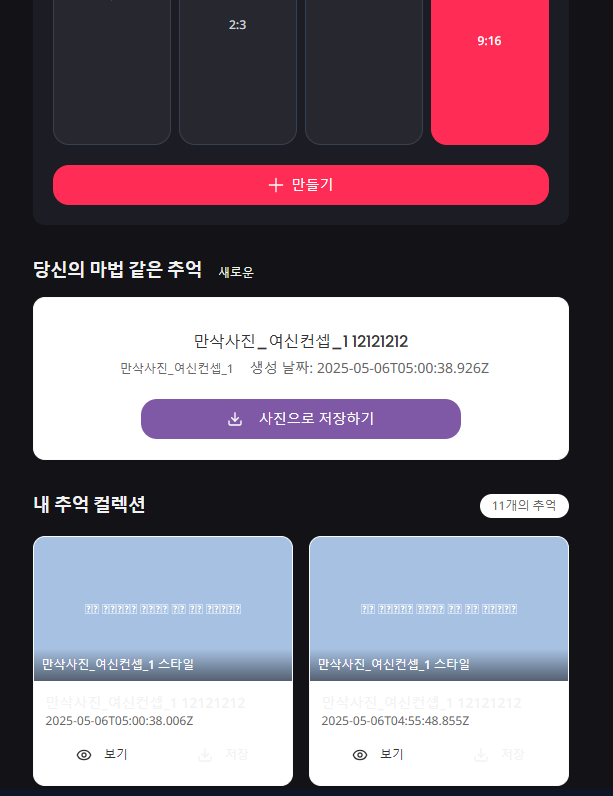 2:3
9:16
만들기
당신의 마법 같은 추억 새로운
만삭사진_여신컨셉_1 12121212
만삭사진_여신컨셉_1 생성 날짜: 2025-05-06T05:00:38.926Z
사진으로 저장하기
내 추억 컬렉션 11개의 추억
만삭사진_여신컨셉_1 스타일
만삭사진_여신컨셉_1 12121212
2025-05-06T05:00:38.006Z
보기 저장
만삭사진_여신컨셉_1 스타일
만삭사진_여신컨셉_1 12121212
2025-05-06T04:55:48.855Z
보기 저장